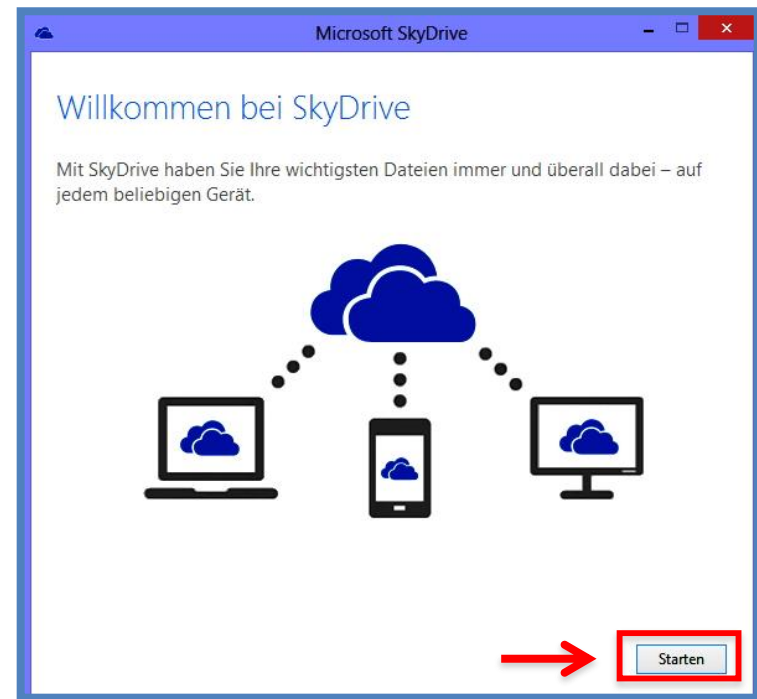 Microsoft SkyDrive
Willkommen bei SkyDrive
Mit SkyDrive haben Sie Ihre wichtigsten Dateien immer und überall dabei – auf
jedem beliebigen Gerät.
Starten